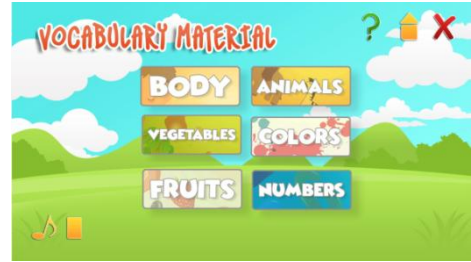 VOCABULARY MATERIAL
?
BODY
ANIMALS
VEGETABLES
COLORS
FRUITS
NUMBERS